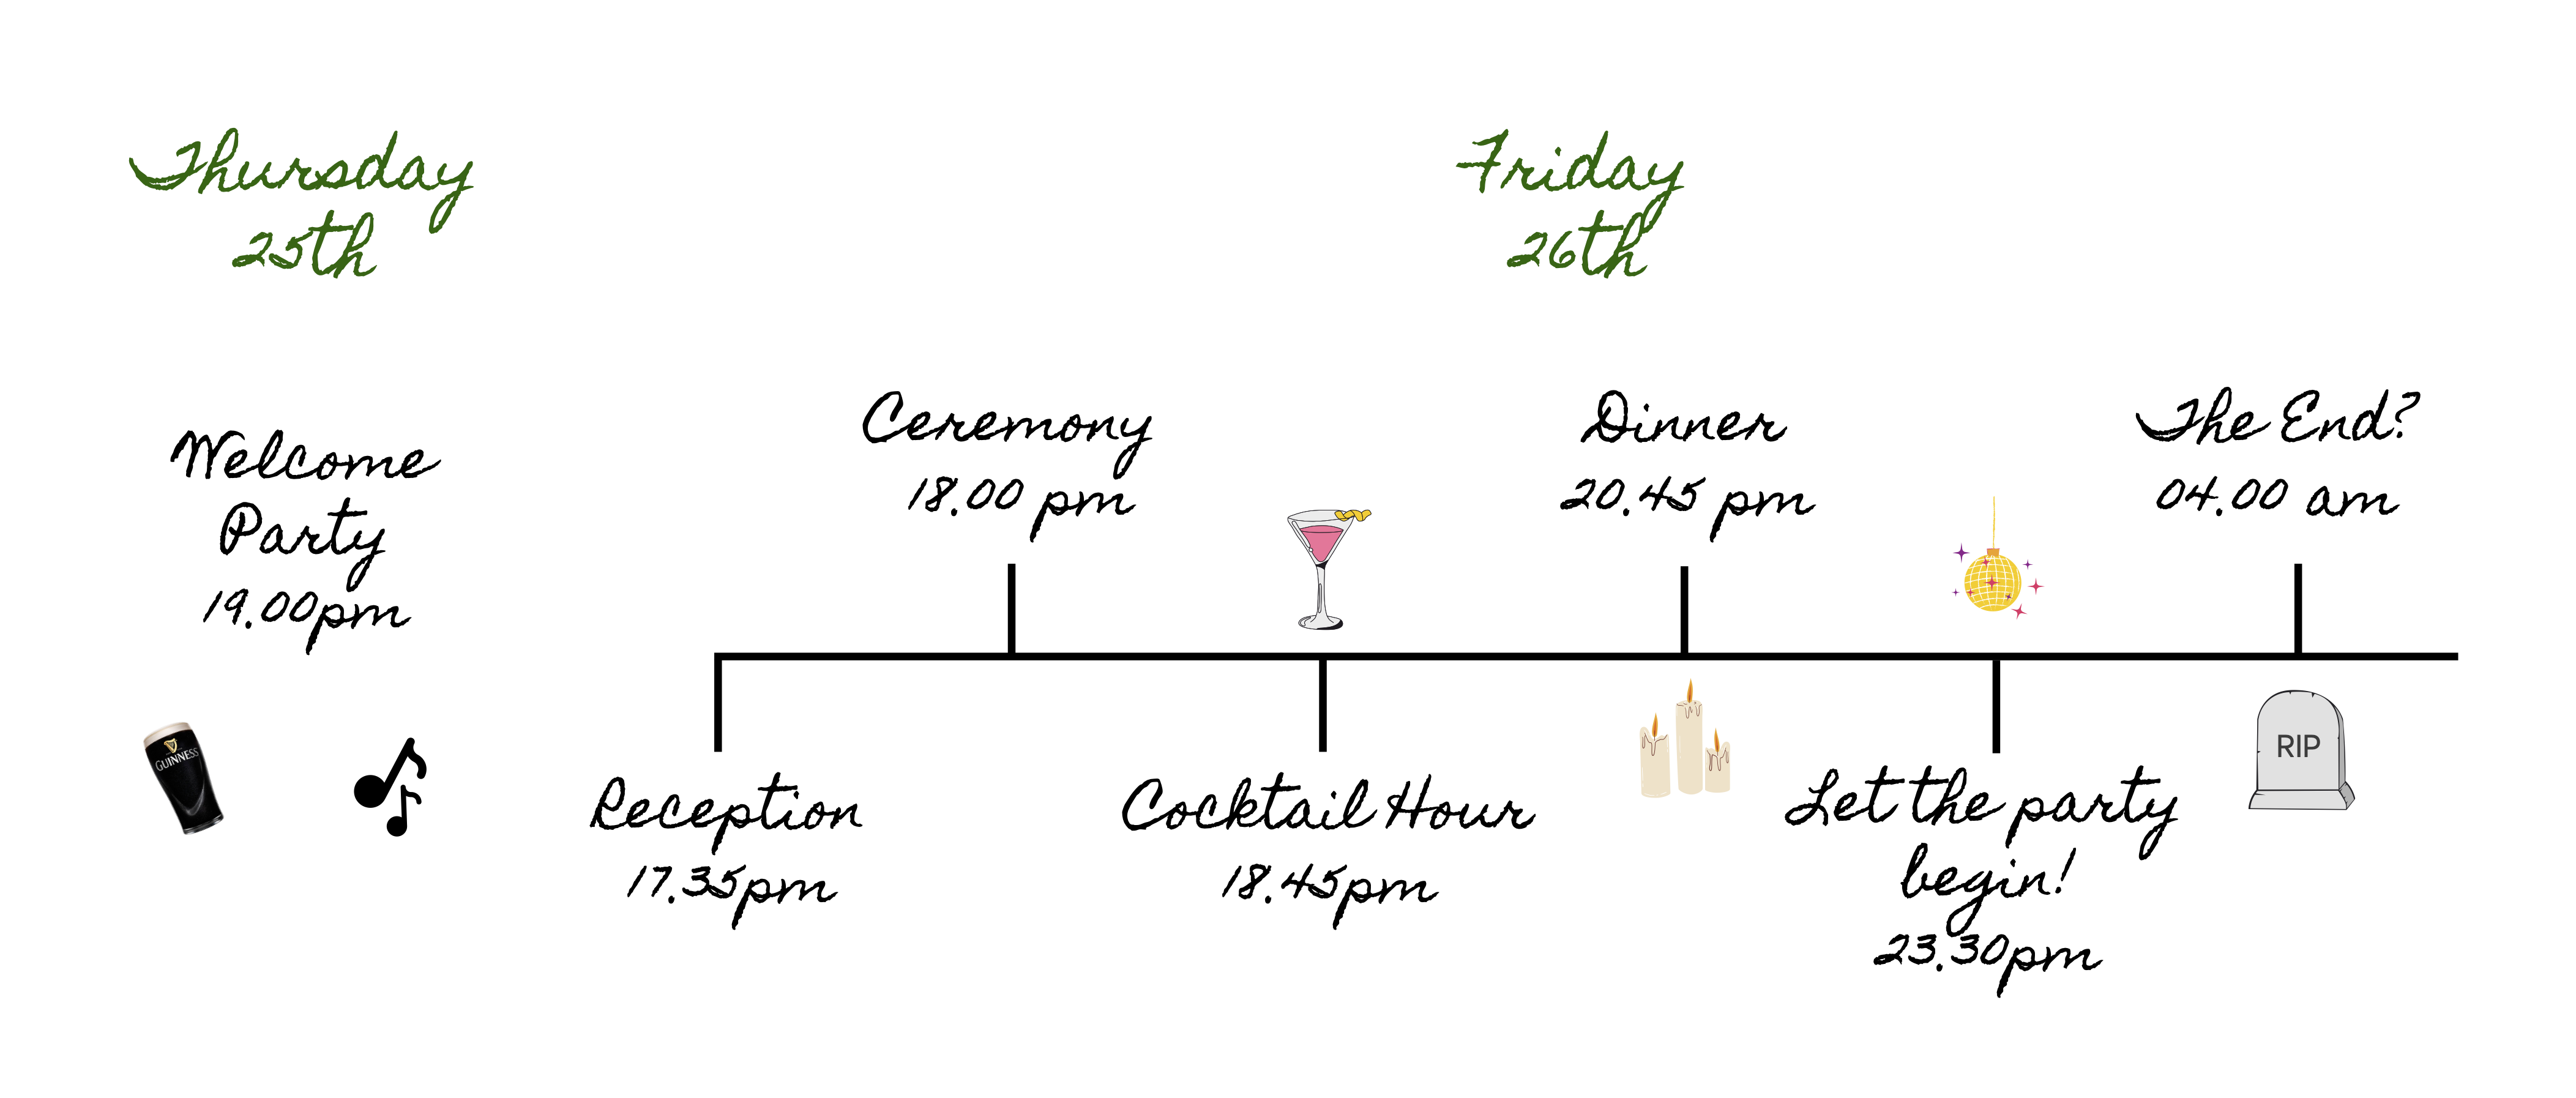 Thursday
25th
Friday
26th
Welcome
Party
19.00pm
GUINNESS
Reception
17.35pm
Ceremony
18.00 pm
Cocktail Hour
18.45pm
Dinner
20.45 pm
Let the party
begin!
23.30pm
The End?
04.00 am
RIP